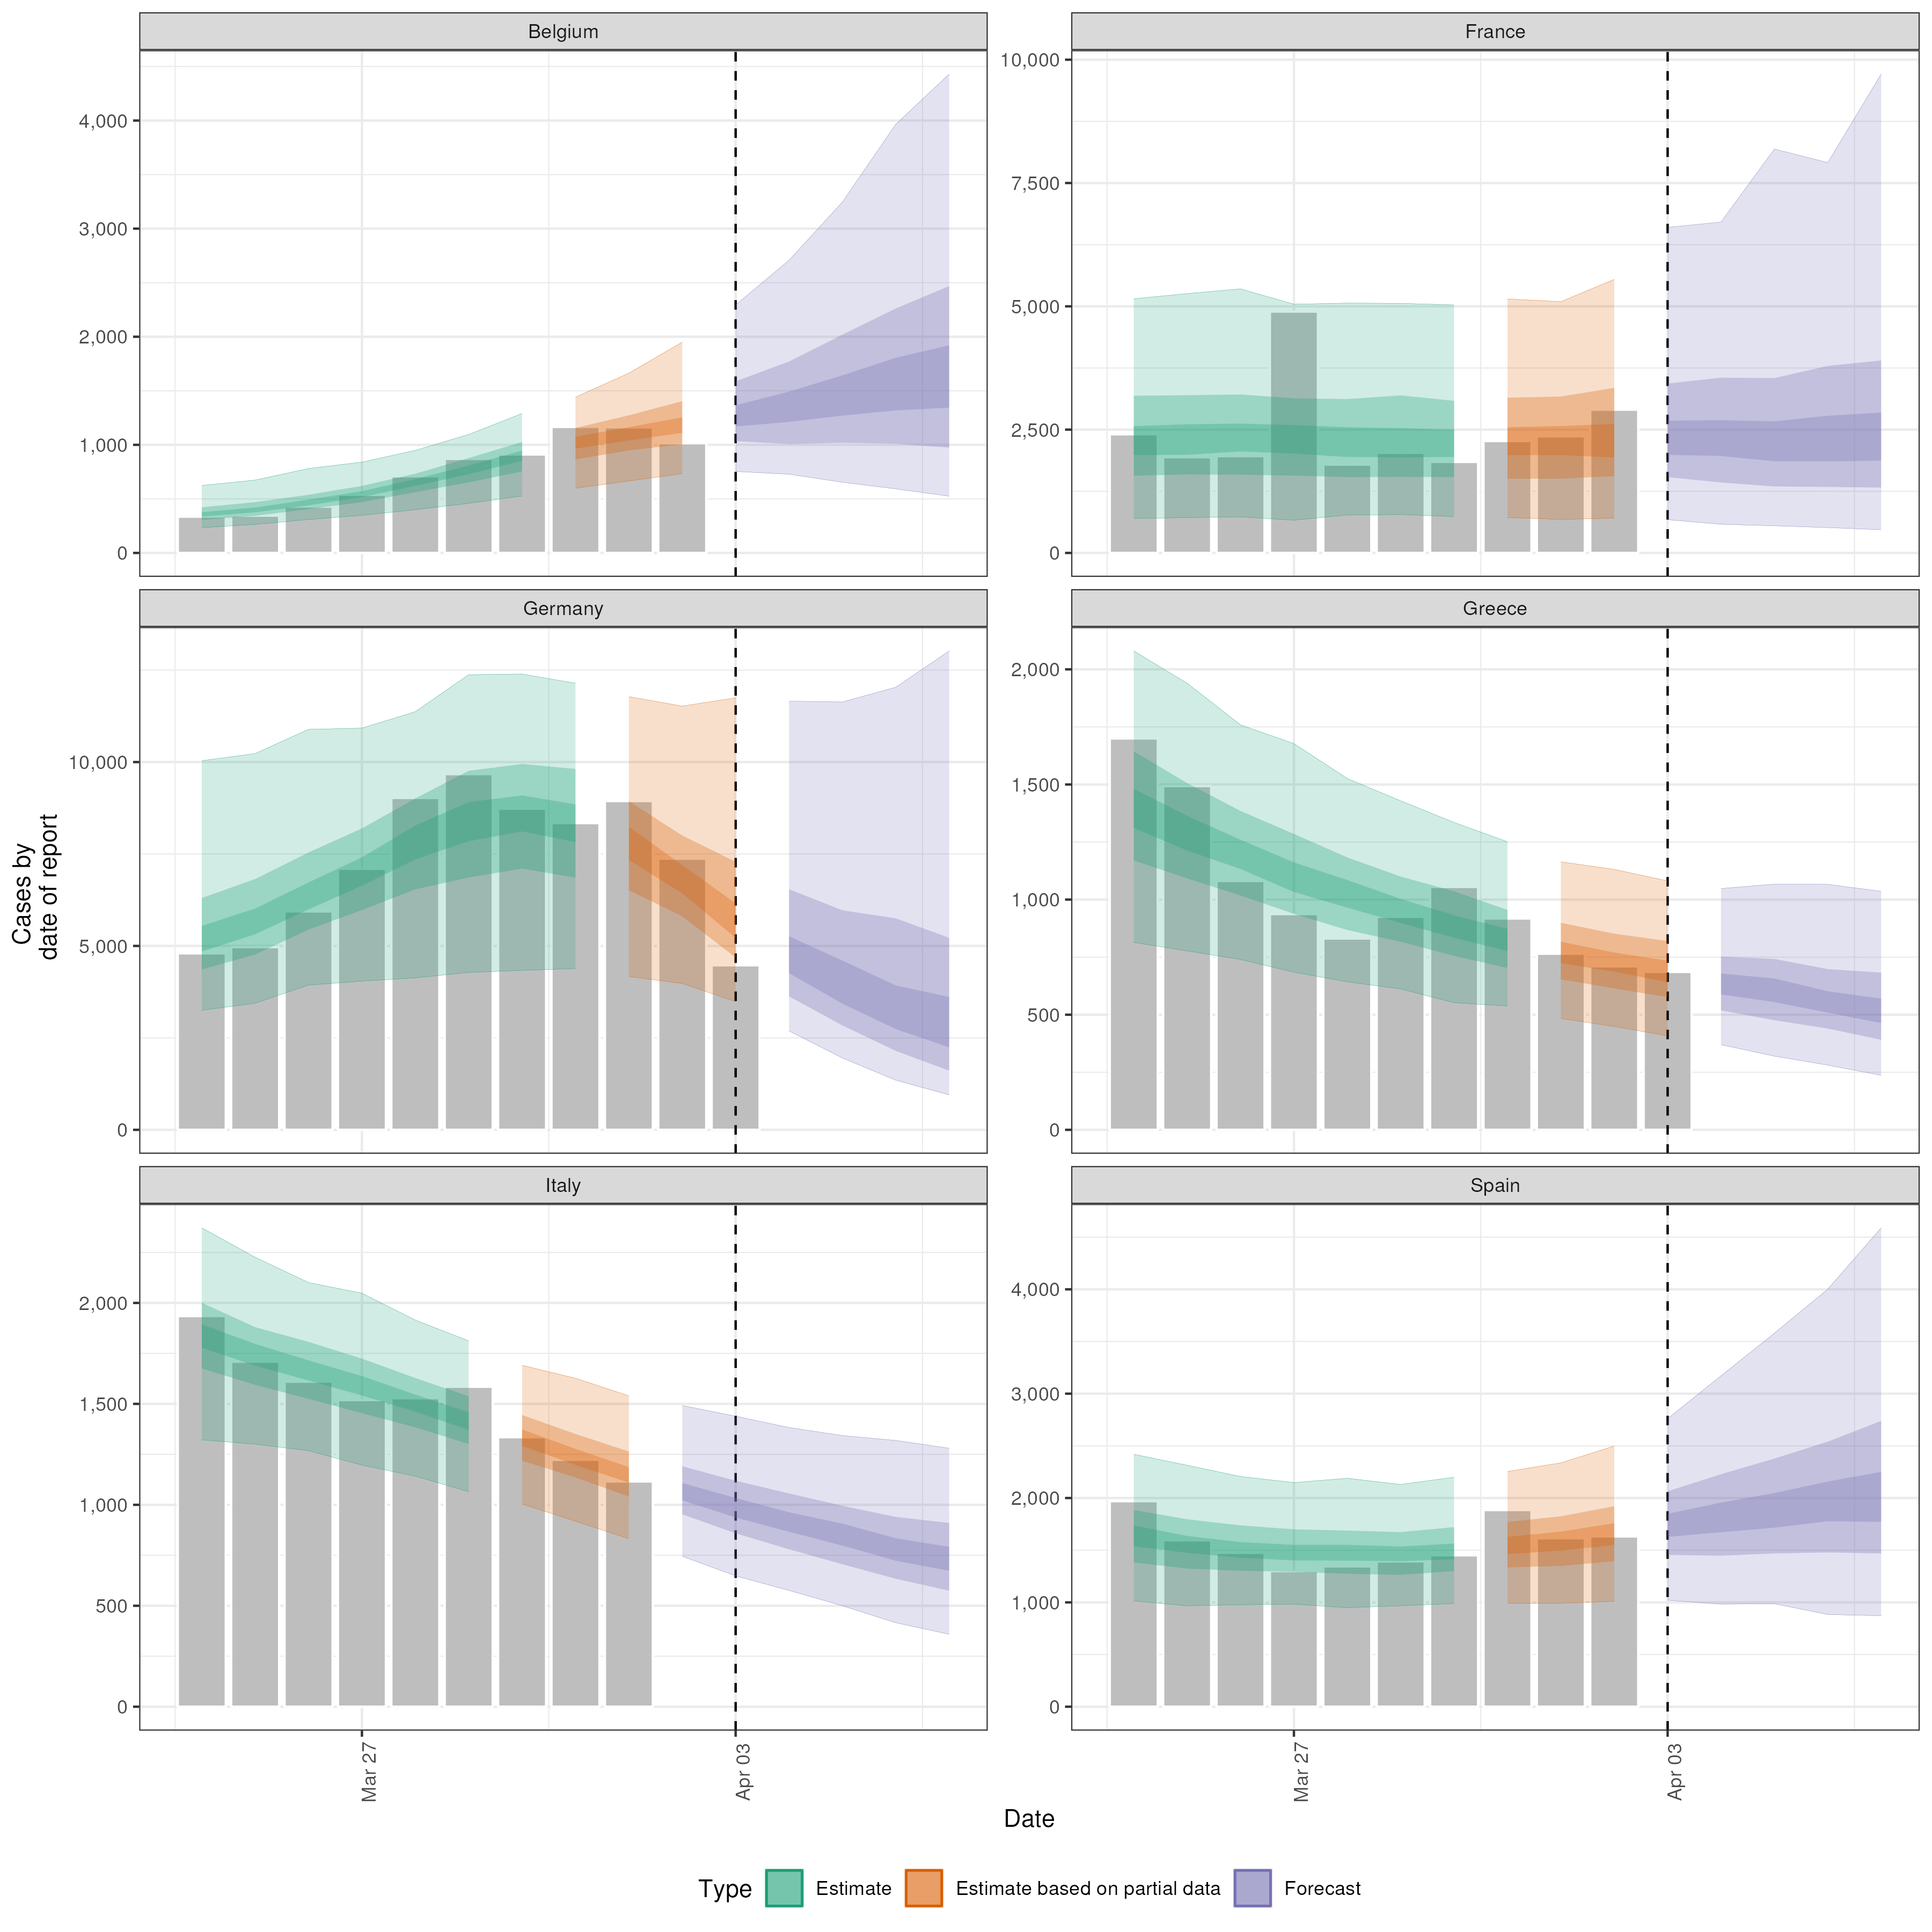 Belgium
France
4,000
3,000
2,000
1,000
0
10,000
7,500
5,000
2,500
0
Germany
Greece
10,000
5,000
0
2,000
1,500
1,000
500
0
Cases by
date of report
Italy
Spain
2,000
1,500
1,000
500
0
4,000
3,000
2,000
1,000
0
Mar 27
Apr 03
Mar 27
Apr 03
Date
Type
Estimate
Estimate based on partial data
Forecast